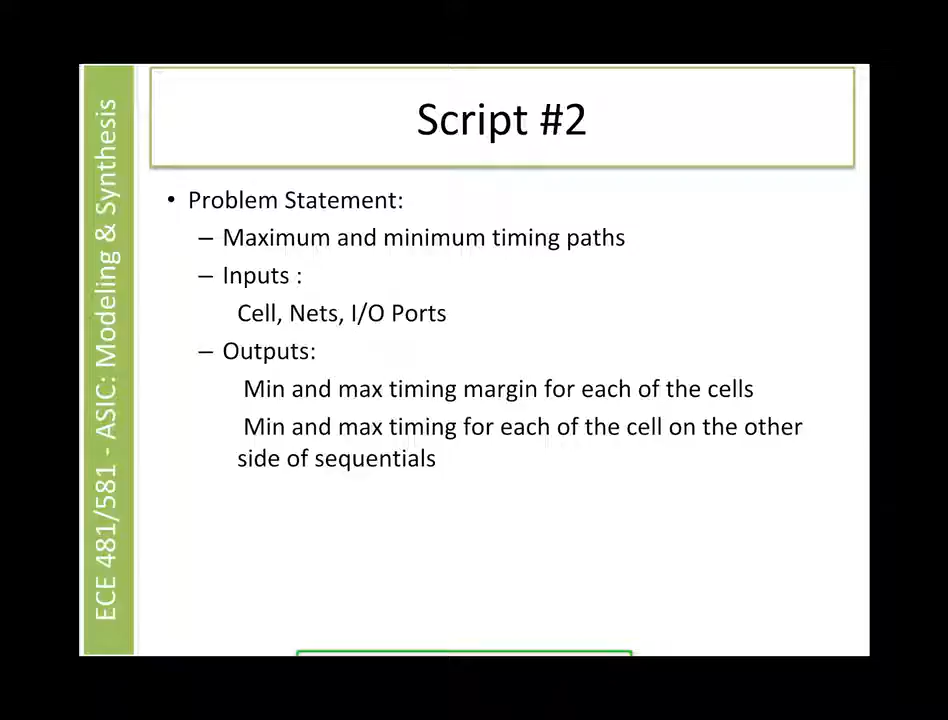 Script #2
ECE 481/581 - ASIC: Modeling & Synthesis
• Problem Statement:
– Maximum and minimum timing paths
– Inputs :
Cell, Nets, I/O Ports
– Outputs:
Min and max timing margin for each of the cells
Min and max timing for each of the cell on the other
side of sequentials